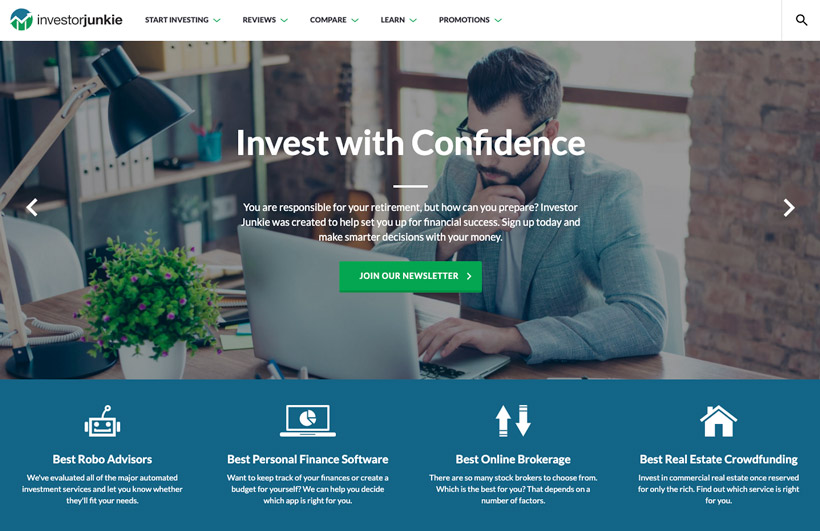 investorjunkie
START INVESTING
REVIEWS
COMPARE
LEARN
PROMOTIONS
Invest with Confidence
You are responsible for your retirement, but how can you prepare? Investor
Junkie was created to help set you up for financial success. Sign up today and
make smarter decisions with your money.
JOIN OUR NEWSLETTER
Best Robo Advisors
We've evaluated all of the major automated
investment services and let you know whether
they'll fit your needs.
Best Personal Finance Software
Want to keep track of your finances or create a
budget for yourself? We can help you decide
which app is right for you.
Best Online Brokerage
There are so many stock brokers to choose from.
Which is the best for you? That depends on a
number of factors.
Best Real Estate Crowdfunding
Invest in commercial real estate once reserved
for only the rich. Find out which service is right
for you.